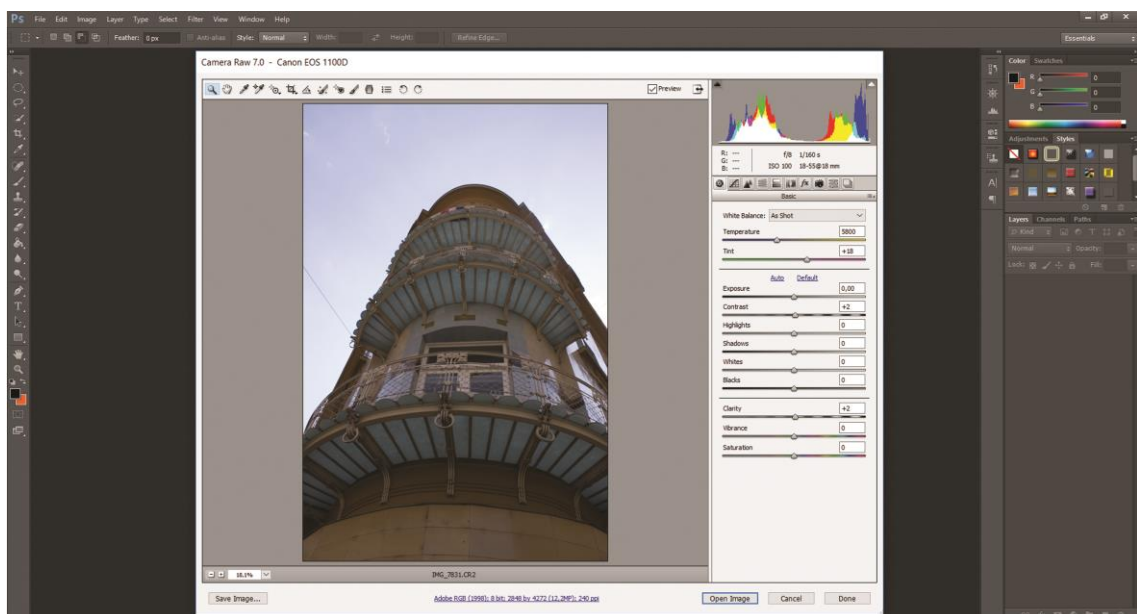 Ps File Edit Image Layer Type Select Filter View Window Help
Feather: 0 px Anti-alias Style: Normal Width: Height: Refine Edge... Essentials
Camera Raw 7.0 - Canon EOS 1100D
Preview
R: ---
G: ---
B: ---
f/8 1/160 s
ISO 100 18-55@18 mm
Basic
White Balance: As Shot
Temperature 5800
Tint +18
Auto Default
Exposure 0,00
Contrast +2
Highlights 0
Shadows 0
Whites 0
Blacks 0
Clarity +2
Vibrance 0
Saturation 0
18.1% IMG_7831.CR2
Save Image... Adobe RGB (1998); 8 bit; 2848 by 4272 (12,2MP); 240 ppi Open Image Cancel Done
Color Swatches
R 0
G 0
B 0
Adjustments Styles
Layers Channels Paths
Kind
Normal Opacity:
Lock: Fill: